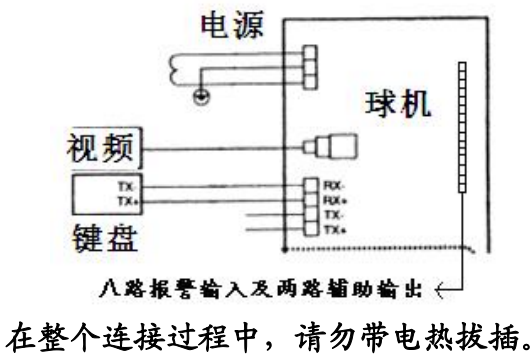 电源
球机
视频
TX- RX-
TX+ RX+
TX-
TX+
键盘
八路报警输入及两路辅助输出
在整个连接过程中，请勿带电热拔插。